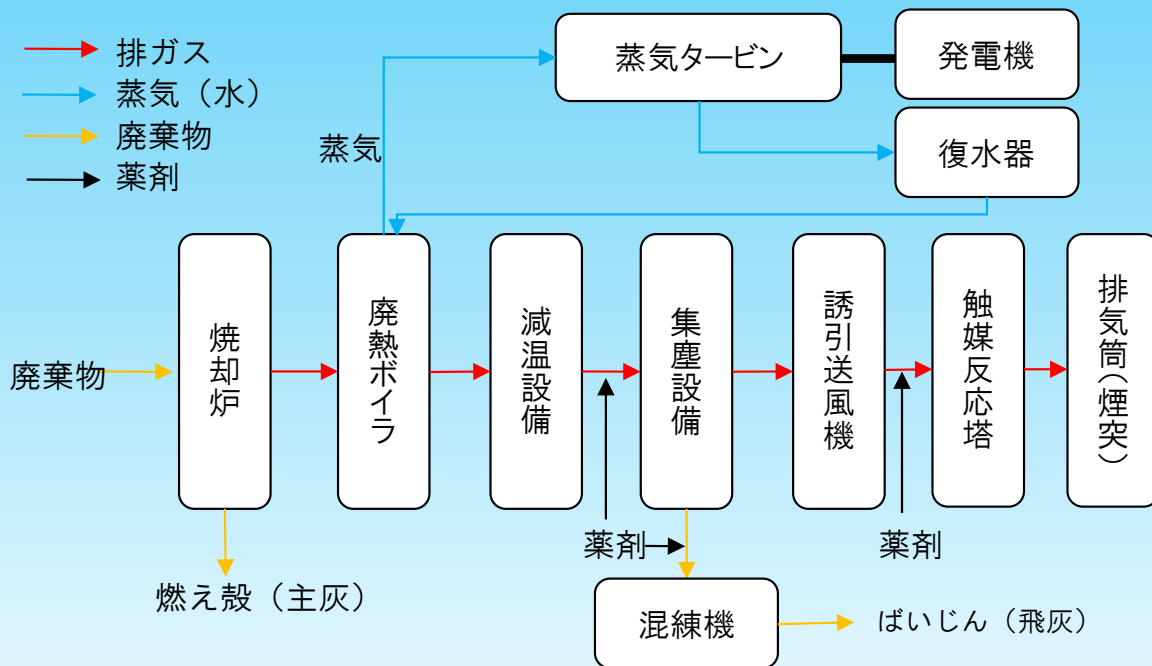 排ガス
蒸気（水）
廃棄物
薬剤
蒸気タービン
発電機
復水器
蒸気
廃棄物
焼却炉
廃熱ボイラ
減温設備
集塵設備
誘引送風機
触媒反応塔
排気筒（煙突）
薬剤
薬剤
燃え殻（主灰）
混練機
ばいじん（飛灰）